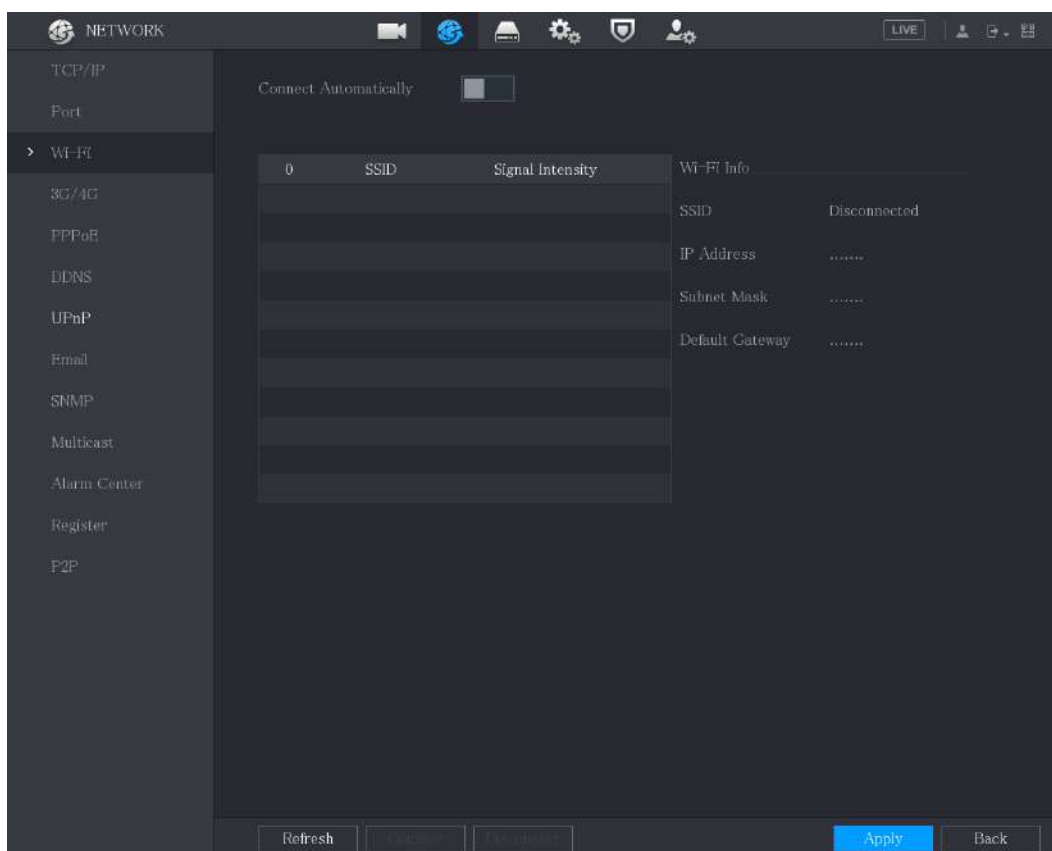 NETWORK
LIVE
TCP/IP
Port
Wi-Fi
3G/4G
PPPoE
DDNS
UPnP
Email
SNMP
Multicast
Alarm Center
Register
P2P
Connect Automatically
0 SSID Signal Intensity
Wi-Fi Info
SSID Disconnected
IP Address .......
Subnet Mask .......
Default Gateway .......
Refresh Connect Disconnect Apply Back